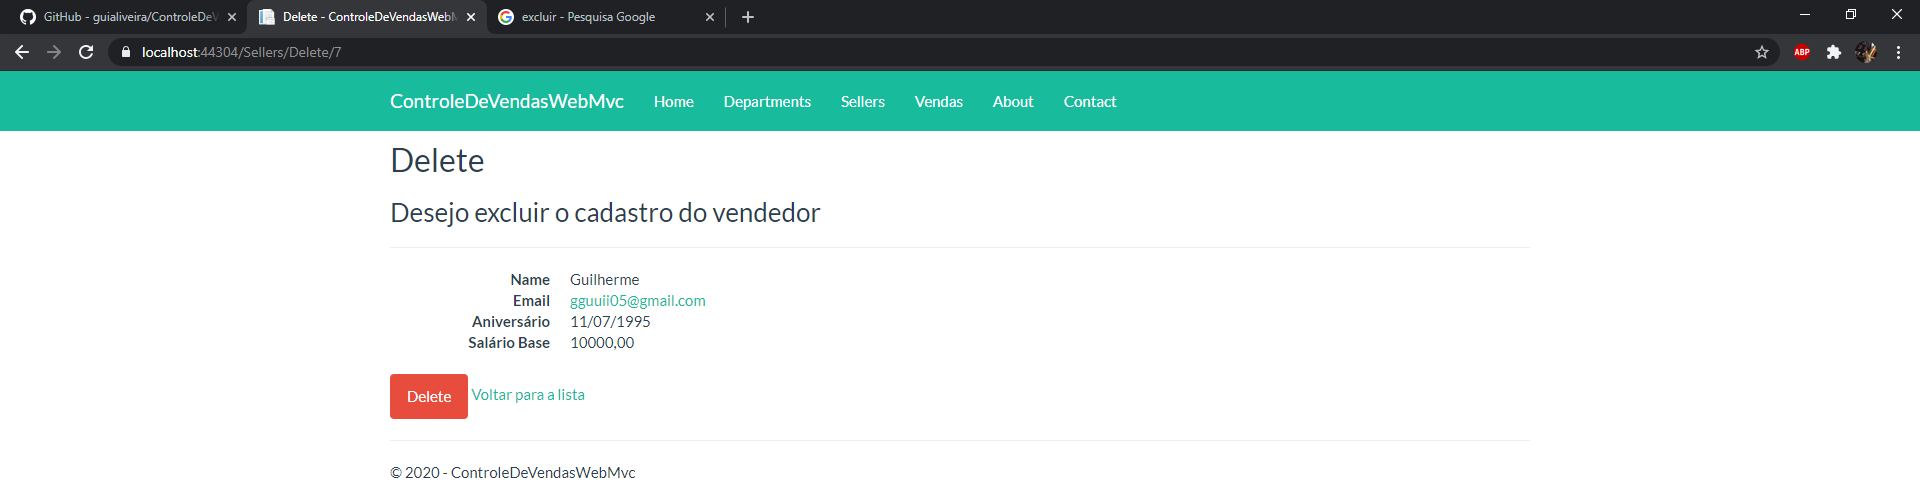 GitHub - guialiveira/ControleDeV
Delete - ControleDeVendasWebM
excluir - Pesquisa Google
localhost:44304/Sellers/Delete/7
ABP
ControleDeVendasWebMvc Home Departments Sellers Vendas About Contact
Delete
Desejo excluir o cadastro do vendedor
Name Guilherme
Email gguuii05@gmail.com
Aniversário 11/07/1995
Salário Base 10000,00
Delete Voltar para a lista
© 2020 - ControleDeVendasWebMvc